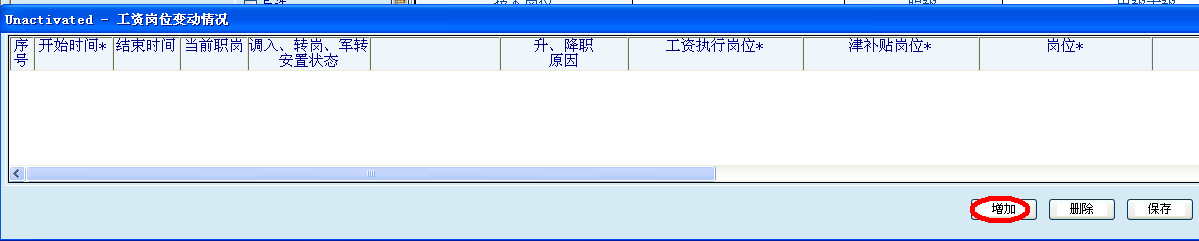 Unactivated - 工资岗位变动情况
序号 开始时间* 结束时间 当前职岗 调入、转岗、军转安置状态 升、降职原因 工资执行岗位* 津补贴岗位* 岗位*
增加 删除 保存